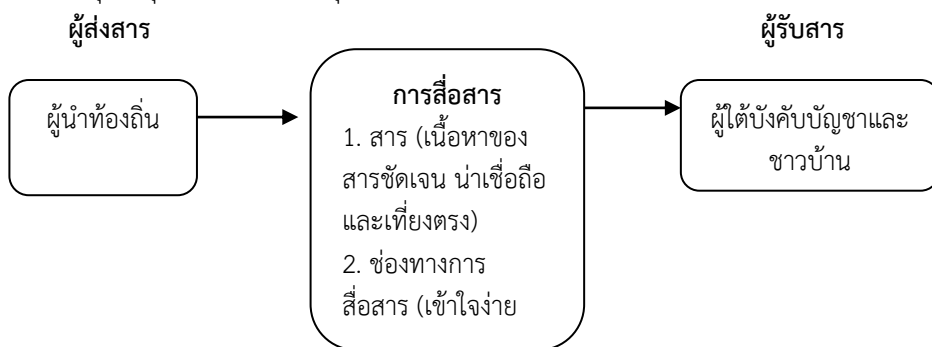 ผู้ส่งสาร
ผู้รับสาร
ผู้นำท้องถิ่น
การสื่อสาร
1. สาร (เนื้อหาของ
สารชัดเจน น่าเชื่อถือ
และเที่ยงตรง)
2. ช่องทางการ
สื่อสาร (เข้าใจง่าย
ผู้ใต้บังคับบัญชาและ
ชาวบ้าน